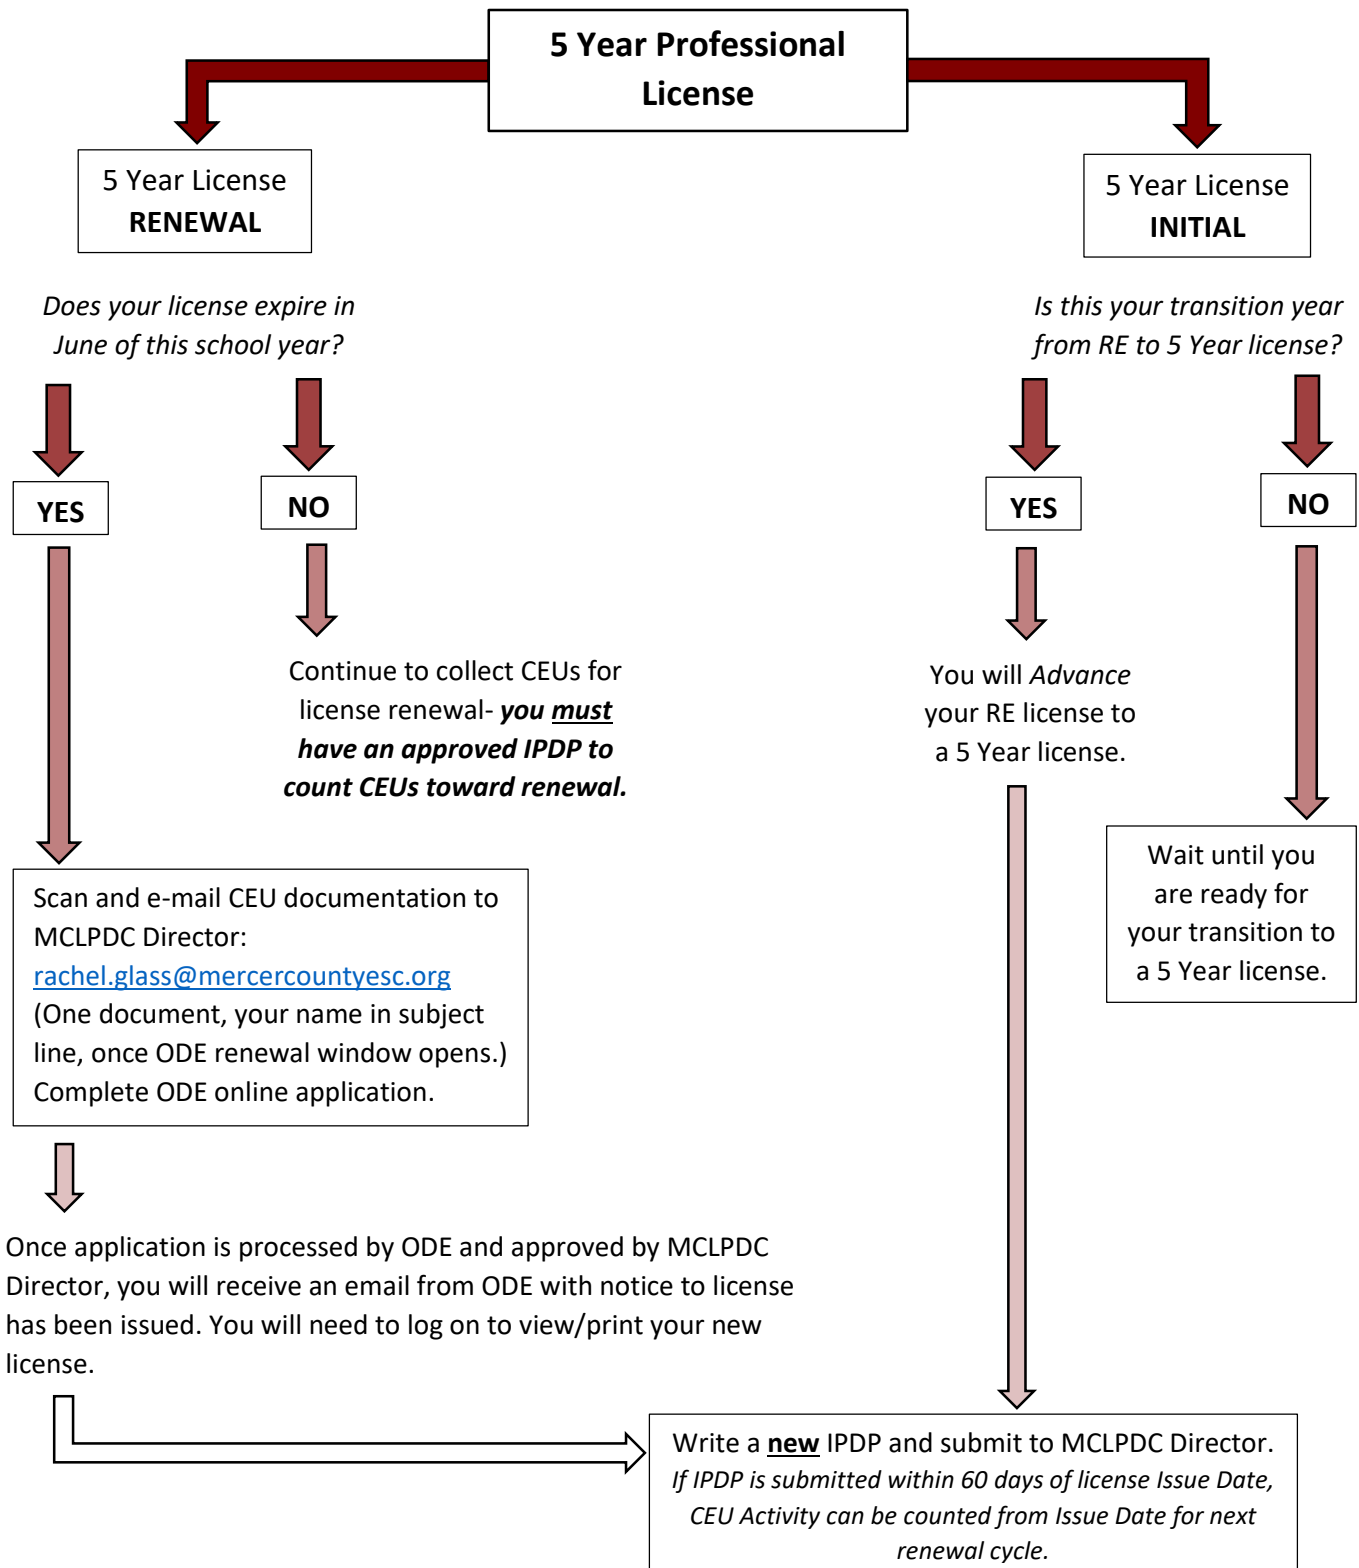 5 Year Professional
License
5 Year License
RENEWAL
5 Year License
INITIAL
Does your license expire in
June of this school year?
Is this your transition year
from RE to 5 Year license?
YES
NO
YES
NO
Continue to collect CEUs for
license renewal- you must
have an approved IPDP to
count CEUs toward renewal.
You will Advance
your RE license to
a 5 Year license.
Wait until you
are ready for
your transition to
a 5 Year license.
Scan and e-mail CEU documentation to
MCLPDC Director:
rachel.glass@mercercountyesc.org
(One document, your name in subject
line, once ODE renewal window opens.)
Complete ODE online application.
Once application is processed by ODE and approved by MCLPDC
Director, you will receive an email from ODE with notice to license
has been issued. You will need to log on to view/print your new
license.
Write a new IPDP and submit to MCLPDC Director.
If IPDP is submitted within 60 days of license Issue Date,
CEU Activity can be counted from Issue Date for next
renewal cycle.